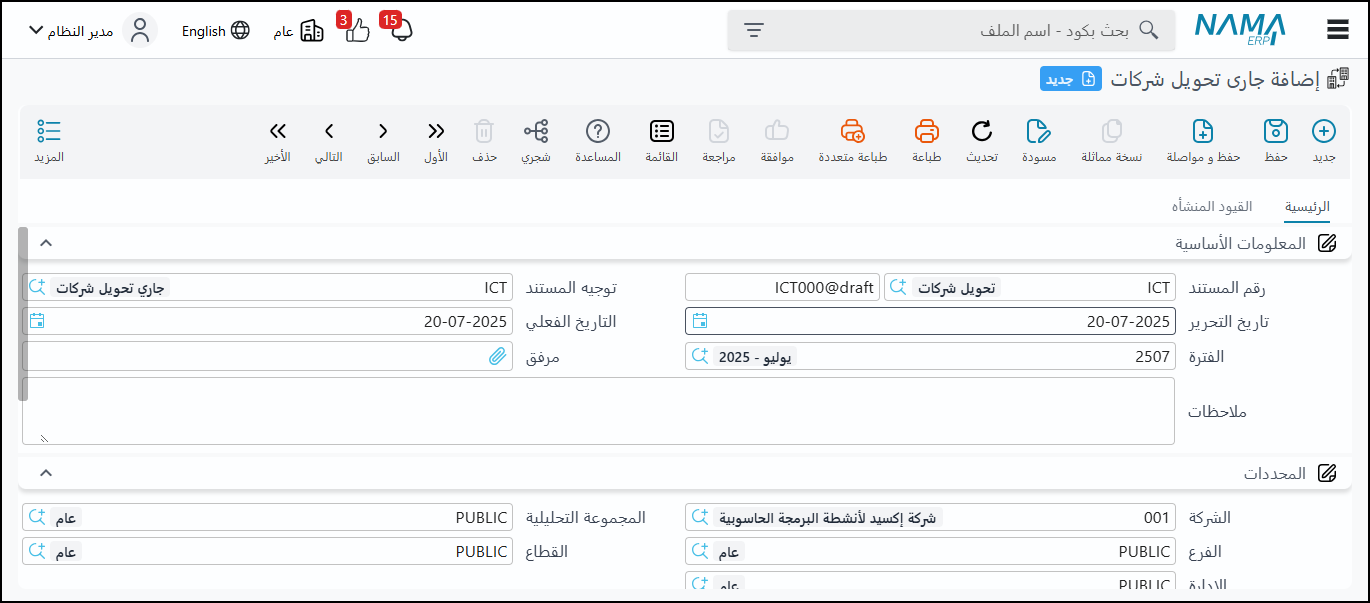 NAMA ERP
بحث بكود - اسم الملف
15
3
عام
English
مدير النظام
إضافة جارى تحويل شركات
جديد
جديد
حفظ
حفظ و مواصلة
نسخة مماثلة
مسودة
تحديث
طباعة
طباعة متعددة
موافقة
مراجعة
القائمة
المساعدة
شجري
حذف
الأول
السابق
التالي
الأخير
المزيد
الرئيسية
القيود المنشأه
المعلومات الأساسية
رقم المستند ICT تحويل شركات ICT000@draft
توجيه المستند ICT جاري تحويل شركات
تاريخ التحرير 20-07-2025
التاريخ الفعلي 20-07-2025
الفترة 2507 يوليو - 2025
مرفق
ملاحظات
المحددات
الشركة 001 شركة إكسيد لأنشطة البرمجة الحاسوبية
المجموعة التحليلية PUBLIC عام
الفرع PUBLIC عام
القطاع PUBLIC عام
الإدارة PUBLIC عام